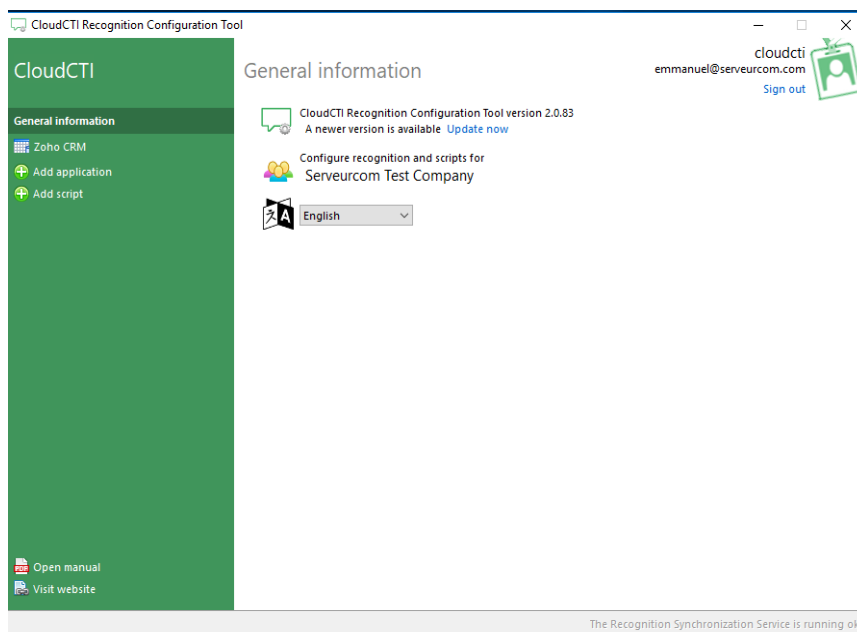 CloudCTI Recognition Configuration Tool
CloudCTI
General information
Zoho CRM
Add application
Add script
Open manual
Visit website
General information
cloudcti
emmanuel@serveurcom.com
Sign out
CloudCTI Recognition Configuration Tool version 2.0.83
A newer version is available Update now
Configure recognition and scripts for
Serveurcom Test Company
A
English
The Recognition Synchronization Service is running ok